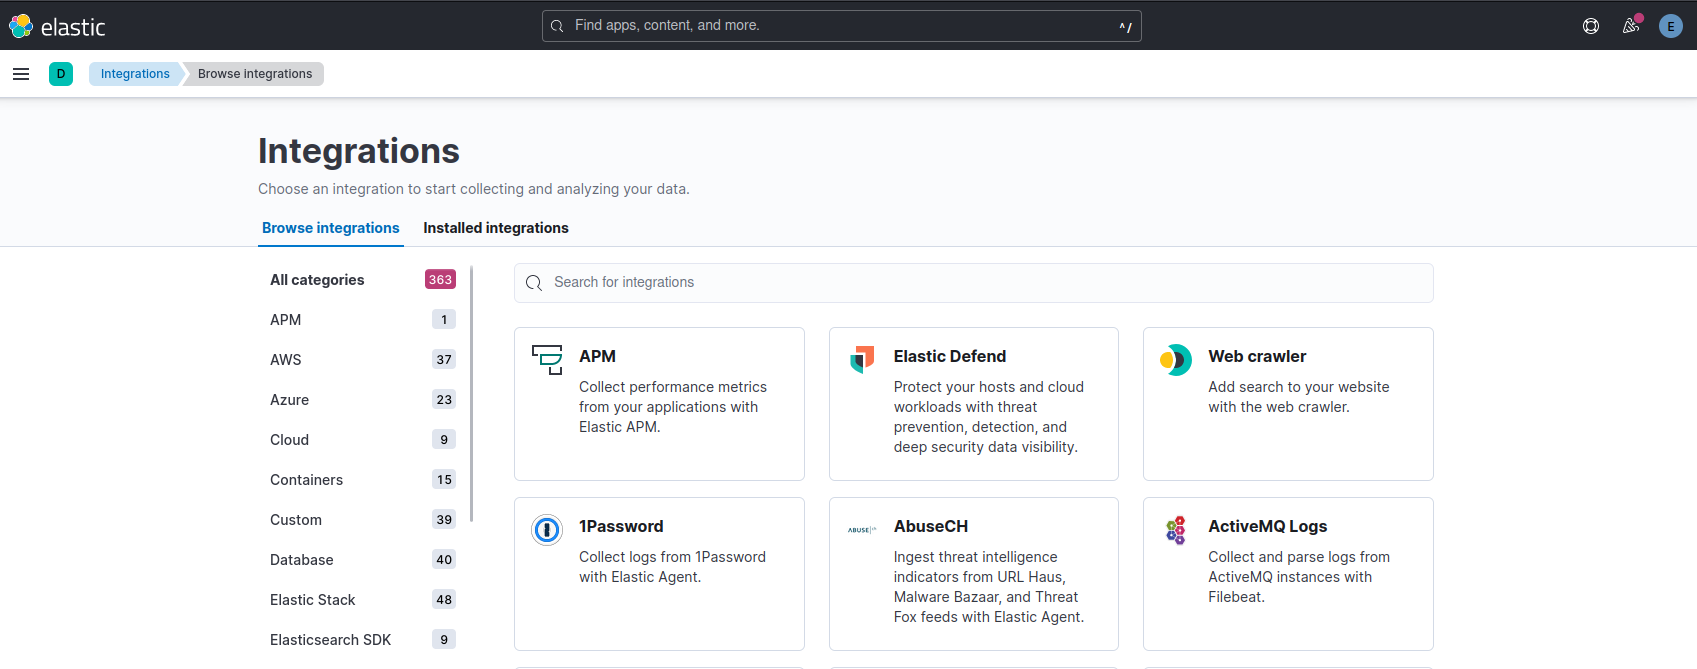 elastic
Find apps, content, and more.
^/
E
D
Integrations
Browse integrations
Integrations
Choose an integration to start collecting and analyzing your data.
Browse integrations
Installed integrations
All categories 363
APM 1
AWS 37
Azure 23
Cloud 9
Containers 15
Custom 39
Database 40
Elastic Stack 48
Elasticsearch SDK 9
Search for integrations
APM
Collect performance metrics
from your applications with
Elastic APM.
Elastic Defend
Protect your hosts and cloud
workloads with threat
prevention, detection, and
deep security data visibility.
Web crawler
Add search to your website
with the web crawler.
1Password
Collect logs from 1Password
with Elastic Agent.
ABUSE|ch
AbuseCH
Ingest threat intelligence
indicators from URL Haus,
Malware Bazaar, and Threat
Fox feeds with Elastic Agent.
ActiveMQ Logs
Collect and parse logs from
ActiveMQ instances with
Filebeat.